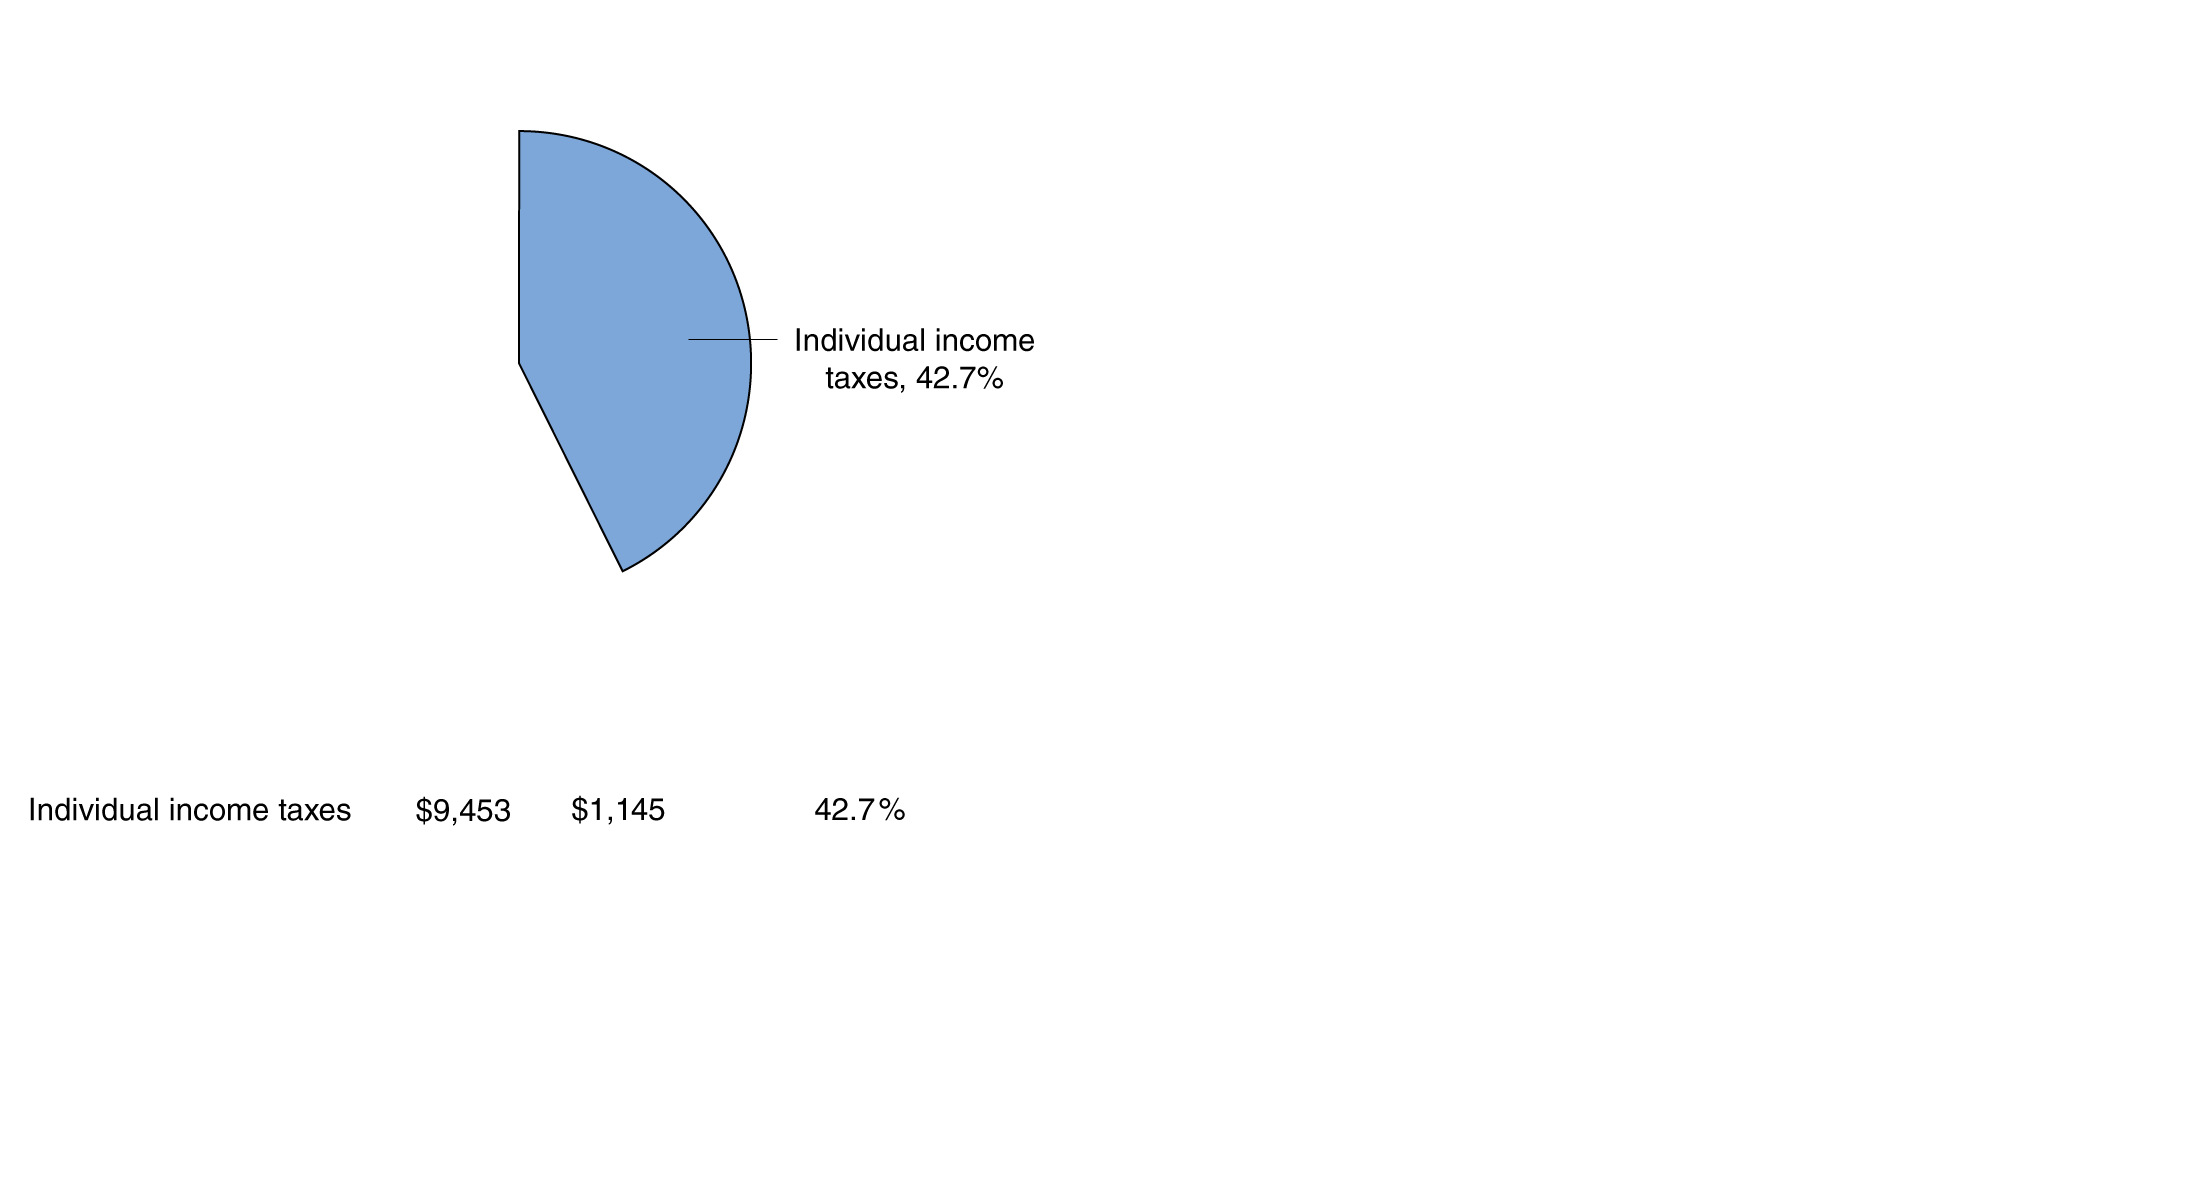 Individual income
taxes, 42.7%
Individual income taxes $9,453 $1,145 42.7%